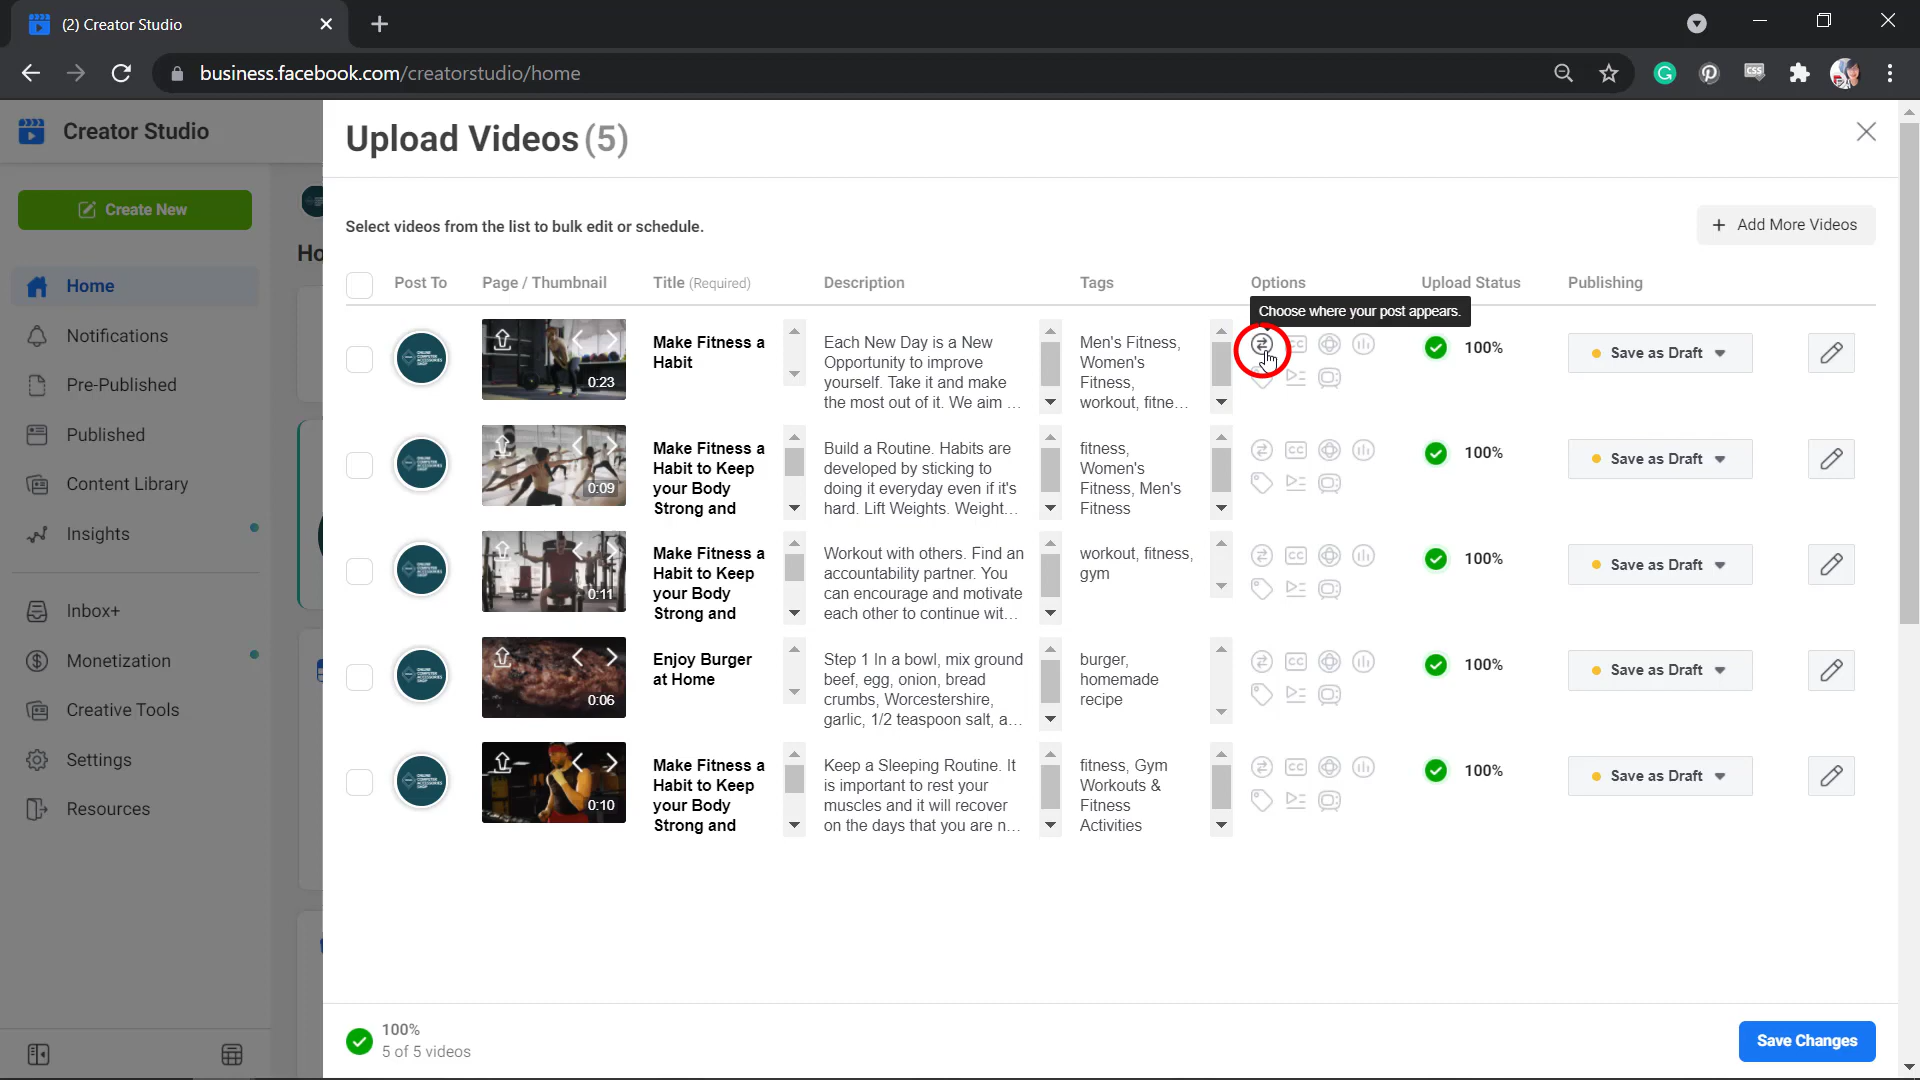 (2) Creator Studio
business.facebook.com/creatorstudio/home
Creator Studio
Upload Videos (5)
Create New
Ho
Select videos from the list to bulk edit or schedule.
+ Add More Videos
Home
Notifications
Pre-Published
Published
Content Library
Insights
Inbox+
Monetization
Creative Tools
Settings
Resources
Post To Page / Thumbnail Title (Required) Description Tags Options Upload Status Publishing
Choose where your post appears.
Make Fitness a
Habit
0:23
Each New Day is a New
Opportunity to improve
yourself. Take it and make
the most out of it. We aim ...
Men's Fitness,
Women's
Fitness,
workout, fitne...
100%
Save as Draft
Make Fitness a
Habit to Keep
your Body
Strong and
0:09
Build a Routine. Habits are
developed by sticking to
doing it everyday even if it's
hard. Lift Weights. Weight...
fitness,
Women's
Fitness, Men's
Fitness
CC
100%
Save as Draft
Make Fitness a
Habit to Keep
your Body
Strong and
0:11
Workout with others. Find an
accountability partner. You
can encourage and motivate
each other to continue wit...
workout, fitness,
gym
CC
100%
Save as Draft
Enjoy Burger
at Home
0:06
Step 1 In a bowl, mix ground
beef, egg, onion, bread
crumbs, Worcestershire,
garlic, 1/2 teaspoon salt, a...
burger,
homemade
recipe
CC
100%
Save as Draft
Make Fitness a
Habit to Keep
your Body
Strong and
0:10
Keep a Sleeping Routine. It
is important to rest your
muscles and it will recover
on the days that you are n...
fitness, Gym
Workouts &
Fitness
Activities
CC
100%
Save as Draft
100%
5 of 5 videos
Save Changes